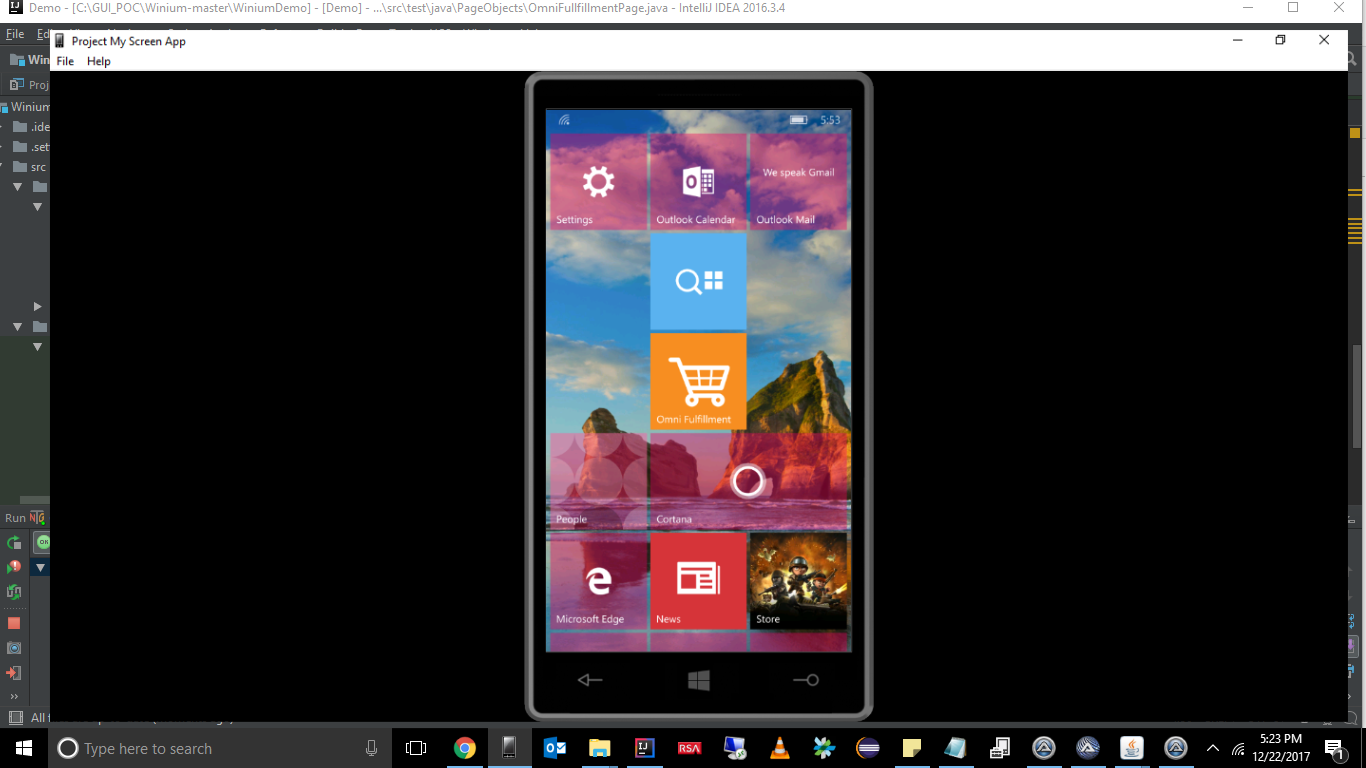 Demo - [C:\GUI_POC\Winium-master\WiniumDemo] - [Demo] - ...\src\test\java\PageObjects\OmniFullfillmentPage.java - IntelliJ IDEA 2016.3.4
File
Project My Screen App
File Help
Win
Proj
Winium
.ide
.set
src
5:53
We speak Gmail
Settings
Outlook Calendar
Outlook Mail
Omni Fulfillment
People
Cortana
Microsoft Edge
News
Store
Run
OK
All
Type here to search
RSA
5:23 PM
12/22/2017
1